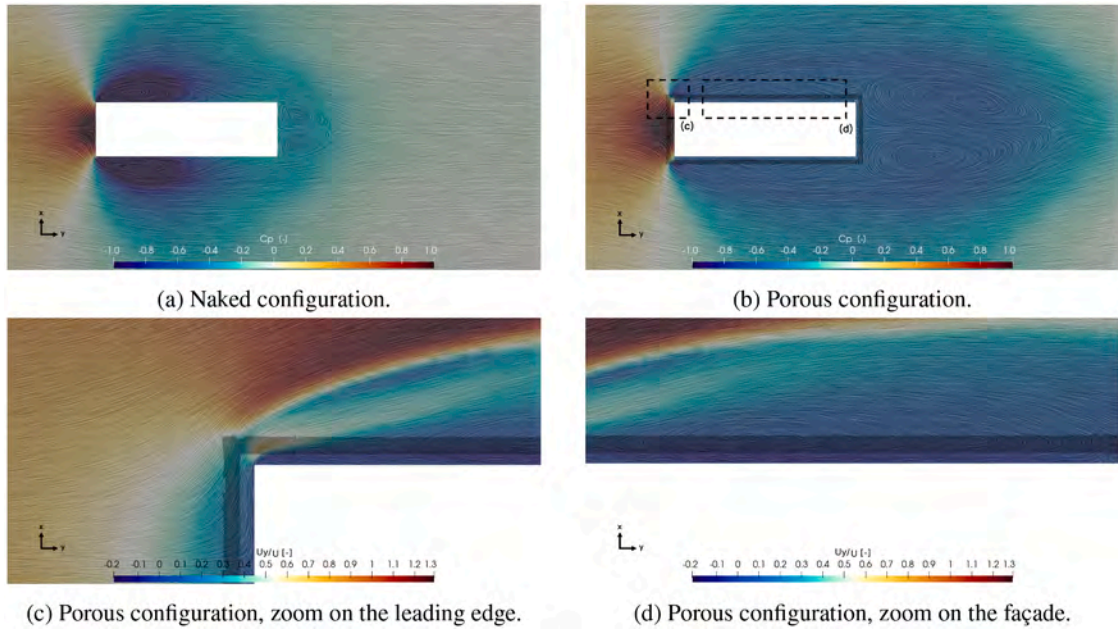 x
y
Cp [-]
-1.0 -0.8 -0.6 -0.4 -0.2 0 0.2 0.4 0.6 0.8 1.0
(a) Naked configuration.
(c)
(d)
x
y
Cp [-]
-1.0 -0.8 -0.6 -0.4 -0.2 0 0.2 0.4 0.6 0.8 1.0
(b) Porous configuration.
x
y
Uy/U [-]
-0.2 -0.1 0 0.1 0.2 0.3 0.4 0.5 0.6 0.7 0.8 0.9 1 1.1 1.2 1.3
(c) Porous configuration, zoom on the leading edge.
x
y
Uy/U [-]
-0.2 -0.1 0 0.1 0.2 0.3 0.4 0.5 0.6 0.7 0.8 0.9 1 1.1 1.2 1.3
(d) Porous configuration, zoom on the façade.